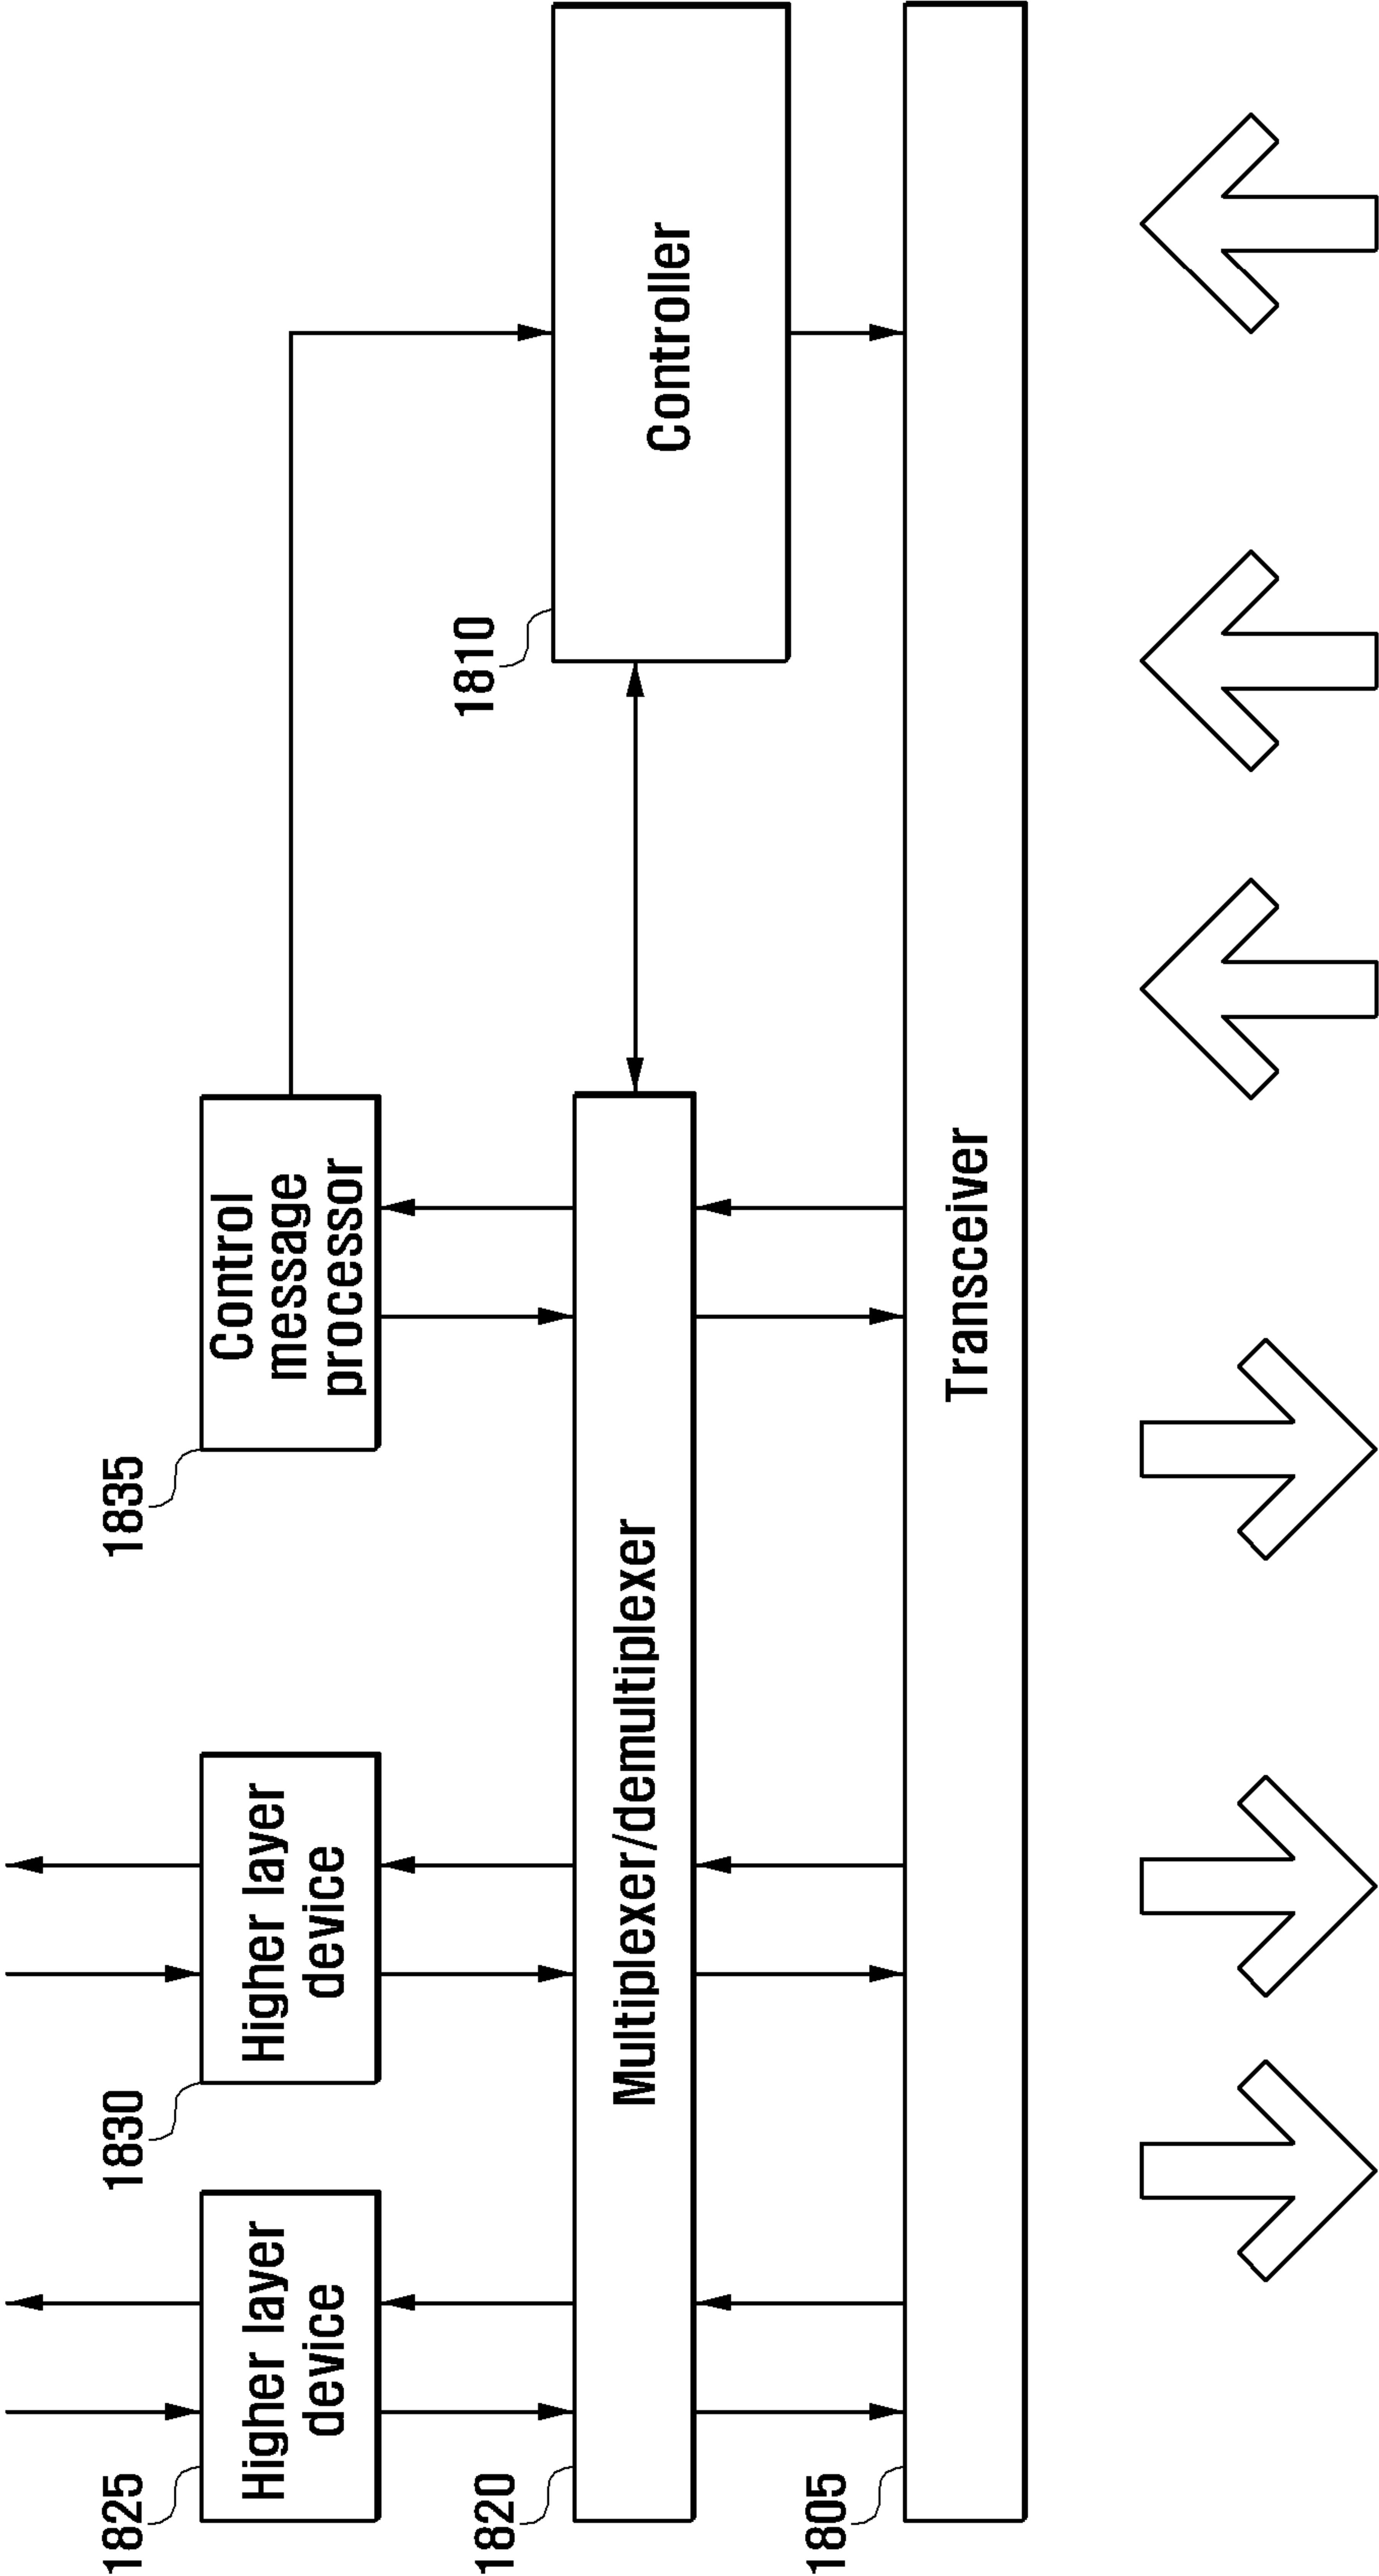 1825
Higher layer
device
1830
Higher layer
device
1835
Control
message
processor
1820
Multiplexer/demultiplexer
1810
Controller
1805
Transceiver